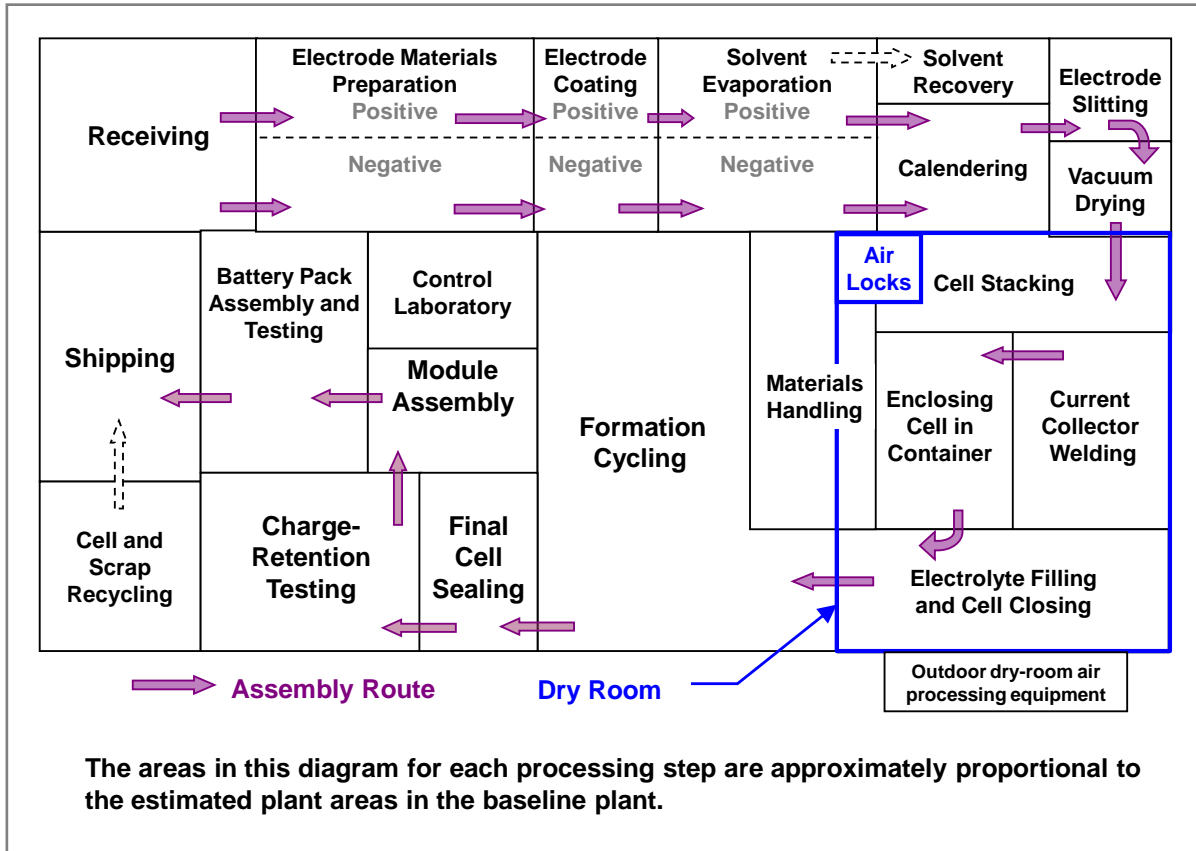 Receiving
Electrode Materials
Preparation
Positive
Negative
Electrode
Coating
Positive
Negative
Solvent
Evaporation
Positive
Negative
Solvent
Recovery
Calendering
Electrode
Slitting
Vacuum
Drying
Shipping
Battery Pack
Assembly and
Testing
Control
Laboratory
Module
Assembly
Formation
Cycling
Materials
Handling
Air
Locks
Cell Stacking
Enclosing
Cell in
Container
Current
Collector
Welding
Cell and
Scrap
Recycling
Charge-
Retention
Testing
Final
Cell
Sealing
Electrolyte Filling
and Cell Closing
Assembly Route
Dry Room
Outdoor dry-room air
processing equipment
The areas in this diagram for each processing step are approximately proportional to
the estimated plant areas in the baseline plant.